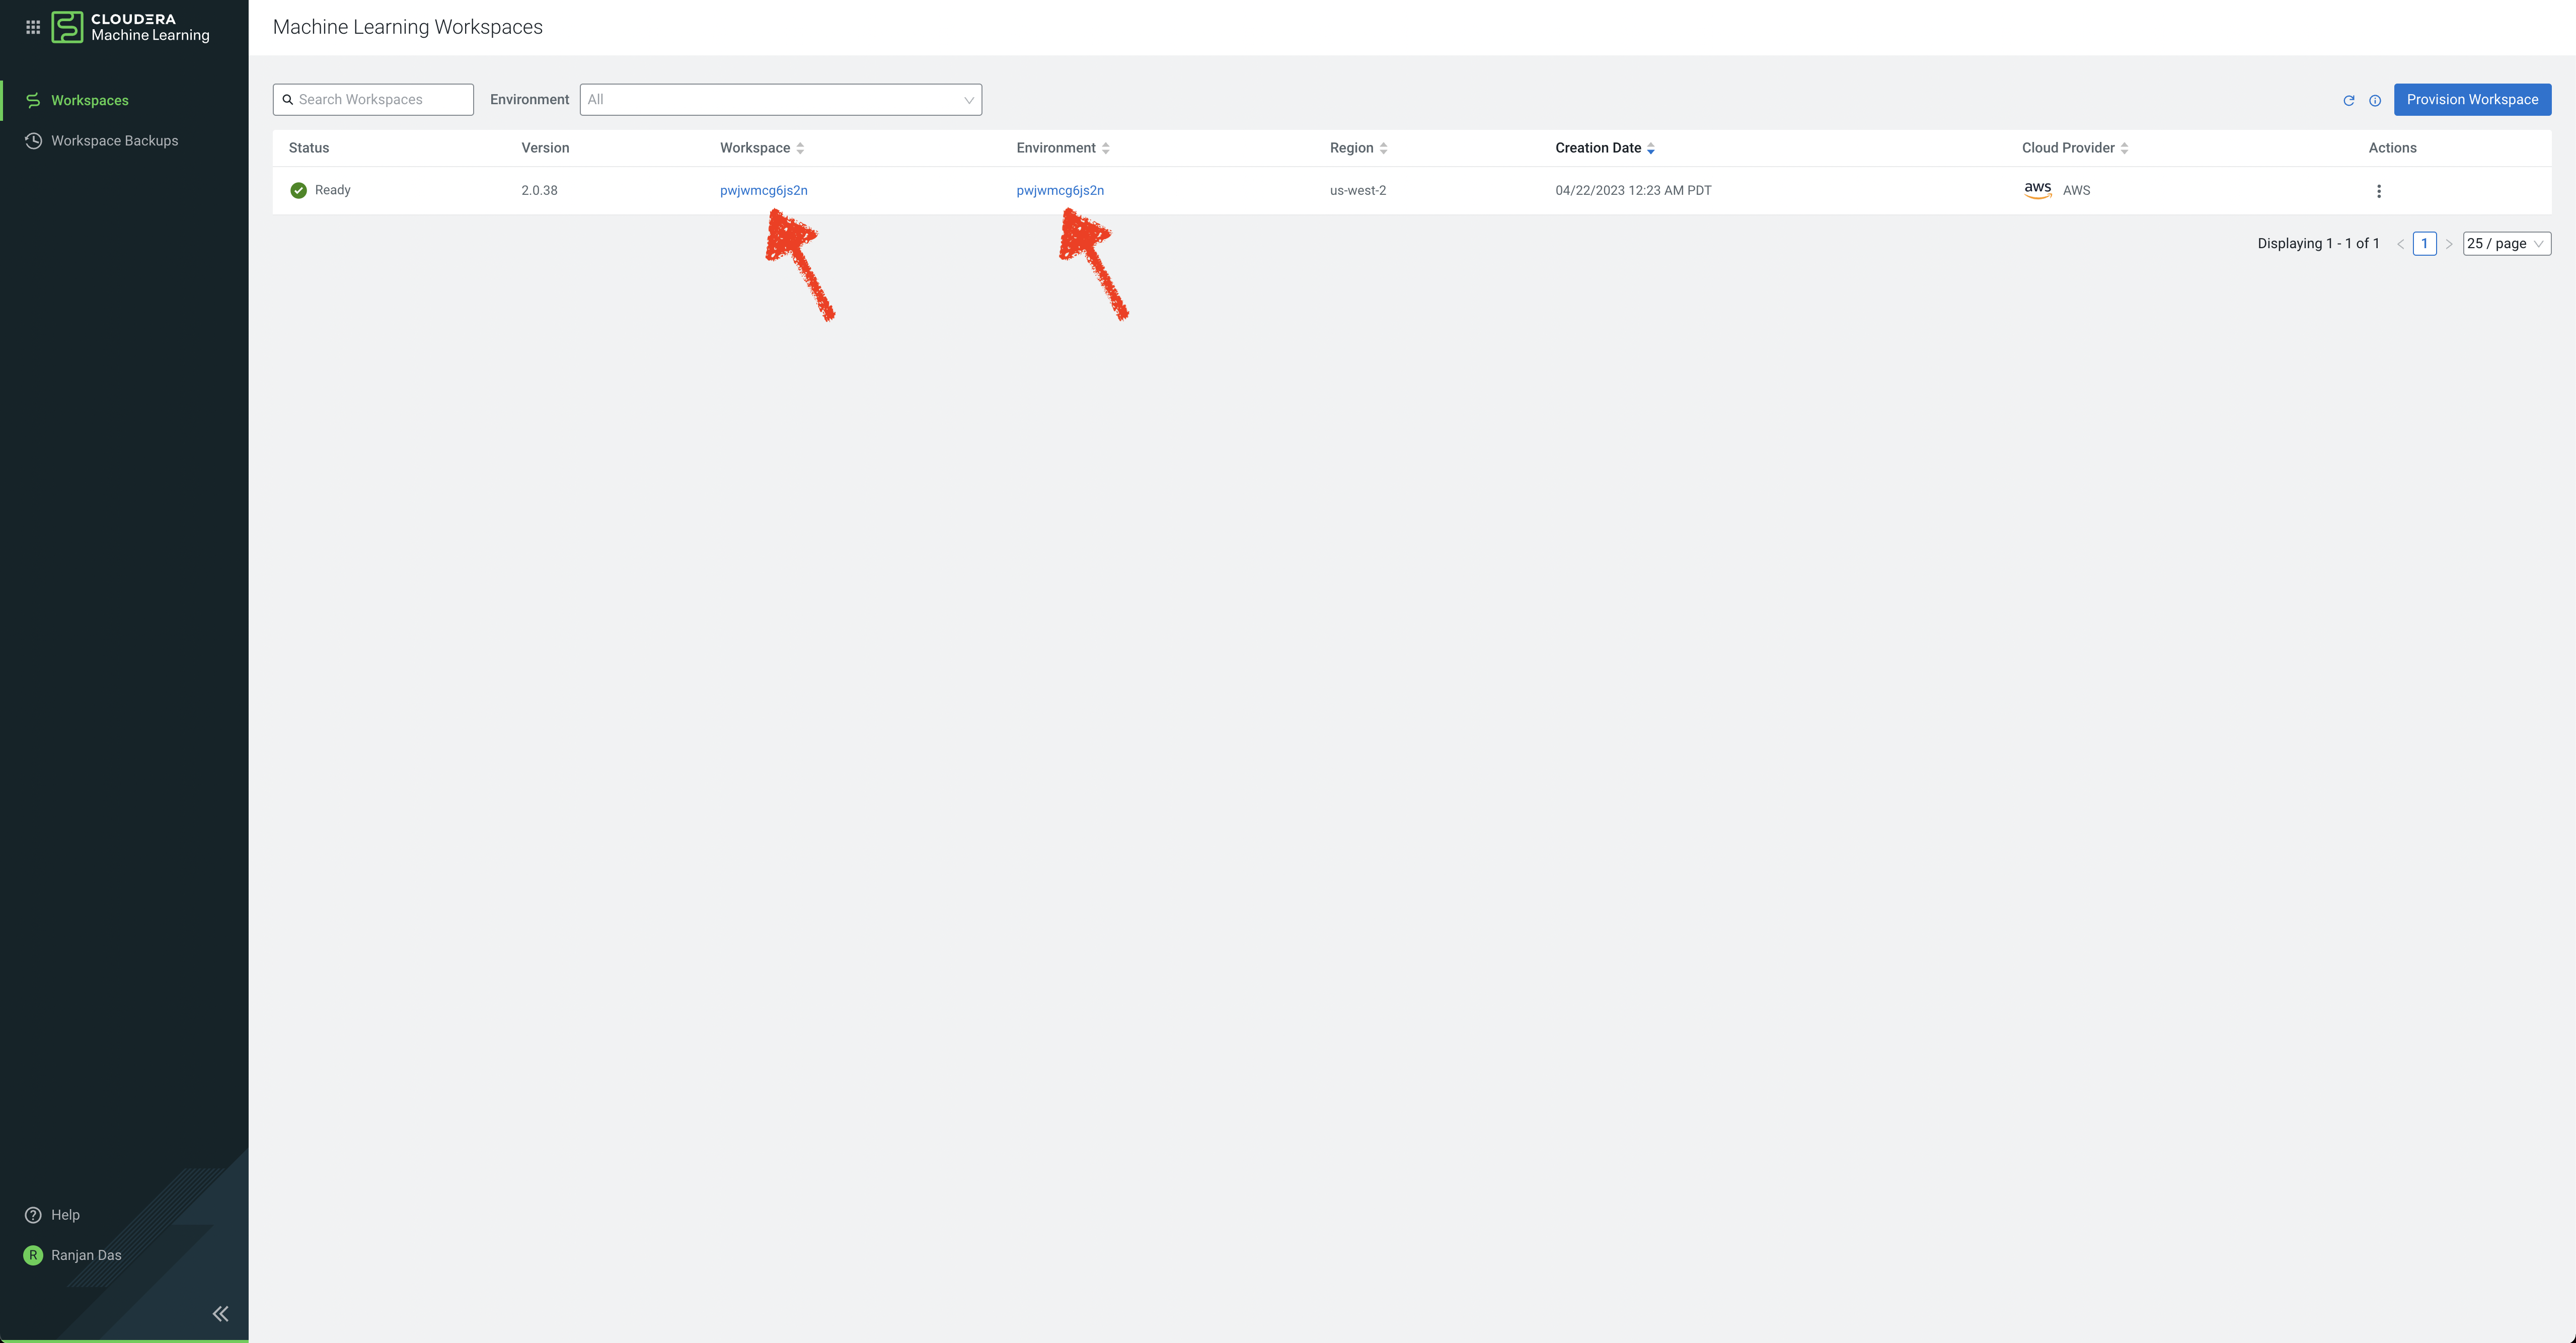 CLOUDERA
Machine Learning
Machine Learning Workspaces
Workspaces
Workspace Backups
Search Workspaces
Environment All
Provision Workspace
Status Version Workspace Environment Region Creation Date Cloud Provider Actions
Ready 2.0.38 pwjwmcg6js2n pwjwmcg6js2n us-west-2 04/22/2023 12:23 AM PDT aws AWS
Displaying 1 - 1 of 1 < 1 > 25 / page
Help
R Ranjan Das